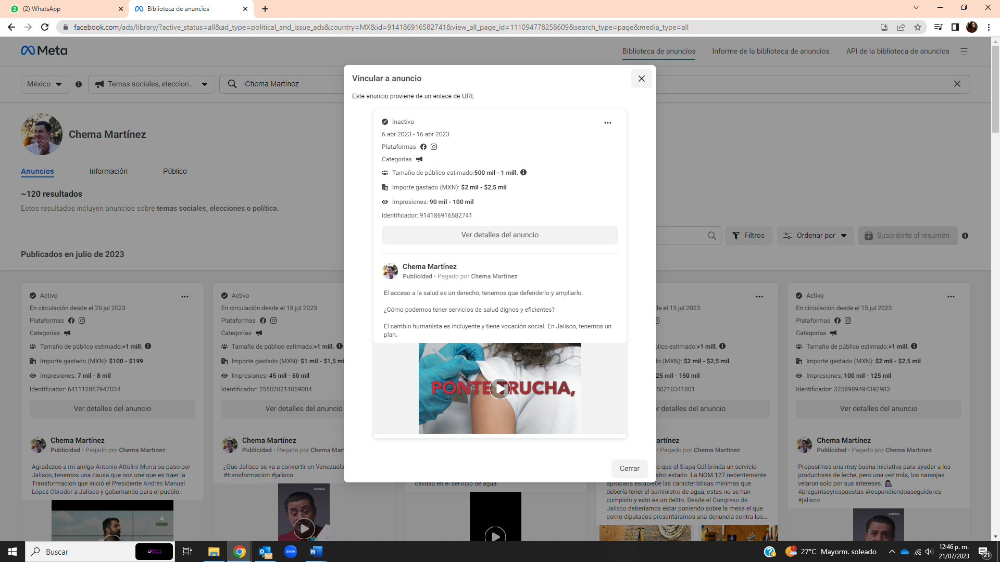 (2) WhatsApp
Biblioteca de anuncios
facebook.com/ads/library/?active_status=all&ad_type=political_and_issue_ads&country=MX&id=914186916582741&view_all_page_id=111094778258609&search_type=page&media_type=all
Meta
Biblioteca de anuncios
Informe de la biblioteca de anuncios
API de la biblioteca de anuncios
México
Temas sociales, eleccion...
Chema Martínez
Chema Martínez
Anuncios
Información
Público
~120 resultados
Estos resultados incluyen anuncios sobre temas sociales, elecciones o política.
Filtros
Ordenar por
Suscribirte al resumen
Publicados en julio de 2023
Vincular a anuncio
Este anuncio proviene de un enlace de URL
Inactivo
6 abr 2023 - 16 abr 2023
Plataformas
Categorías
Tamaño de público estimado:500 mil - 1 mill.
Importe gastado (MXN): $2 mil - $2,5 mil
Impresiones: 90 mil - 100 mil
Identificador: 914186916582741
Ver detalles del anuncio
Chema Martínez
Publicidad • Pagado por Chema Martínez
El acceso a la salud es un derecho, tenemos que defenderlo y ampliarlo.
¿Cómo podemos tener servicios de salud dignos y eficientes?
El cambio humanista es incluyente y tiene vocación social. En Jalisco, tenemos un
plan.
PONTE TRUCHA,
Cerrar
Activo
En circulación desde el 20 jul 2023
Plataformas
Categorías
Tamaño de público estimado:>1 mill.
Importe gastado (MXN): $100 - $199
Impresiones: 7 mil - 8 mil
Identificador: 641112867947034
Ver detalles del anuncio
Chema Martínez
Publicidad • Pagado por Chema Martínez
Agradezco a mi amigo Antonio Attolini Murra su paso por
Jalisco, tenemos una causa que nos une que es traer la
Transformación que inició el Presidente Andrés Manuel
López Obrador a Jalisco y gobernando para el pueblo.
Activo
En circulación desde el 18 jul 2023
Plataformas
Categorías
Tamaño de público estimado:>1 mill.
Importe gastado (MXN): $1 mil - $1,5 mi
Impresiones: 45 mil - 50 mil
Identificador: 255020214059004
Ver detalles del anuncio
Chema Martínez
Publicidad • Pagado por Chema Mar
¿Que Jalisco se va a convertir en Venezuela
#transformacion #jalisco
CHEMA
calidad en el servicio de agua.
de el 15 jul 2023
blico estimado:>1 mill.
do (MXN): $2 mil - $2,5 mil
25 mil - 150 mil
50210341801
r detalles del anuncio
artínez
• Pagado por Chema Martínez
o que el Siapa Gdl brinda un servicio
stro estado. La NOM 127 recientemente
aprobada establece las características mínimas que
debería tener el suministro de agua, estas no se han
cumplido y esto es un delito. Desde el Congreso de
Jalisco deberíamos estar poniendo sobre la mesa el que
como diputados presentáramos una denuncia contra los...
Activo
En circulación desde el 15 jul 2023
Plataformas
Categorías
Tamaño de público estimado:>1 mill.
Importe gastado (MXN): $2 mil - $2,5 mil
Impresiones: 100 mil - 125 mil
Identificador: 3258989494392983
Ver detalles del anuncio
Chema Martínez
Publicidad • Pagado por Chema Martínez
Propusimos una muy buena iniciativa para ayudar a los
productores de leche, pero una vez más, los naranjas
velaron solo por sus intereses.
#preguntasyrespuestas #respondiendoaseguidores
#jalisco
CHEMA
Buscar
zoom
27°C Mayorm. soleado
12:46 p. m.
21/07/2023
21